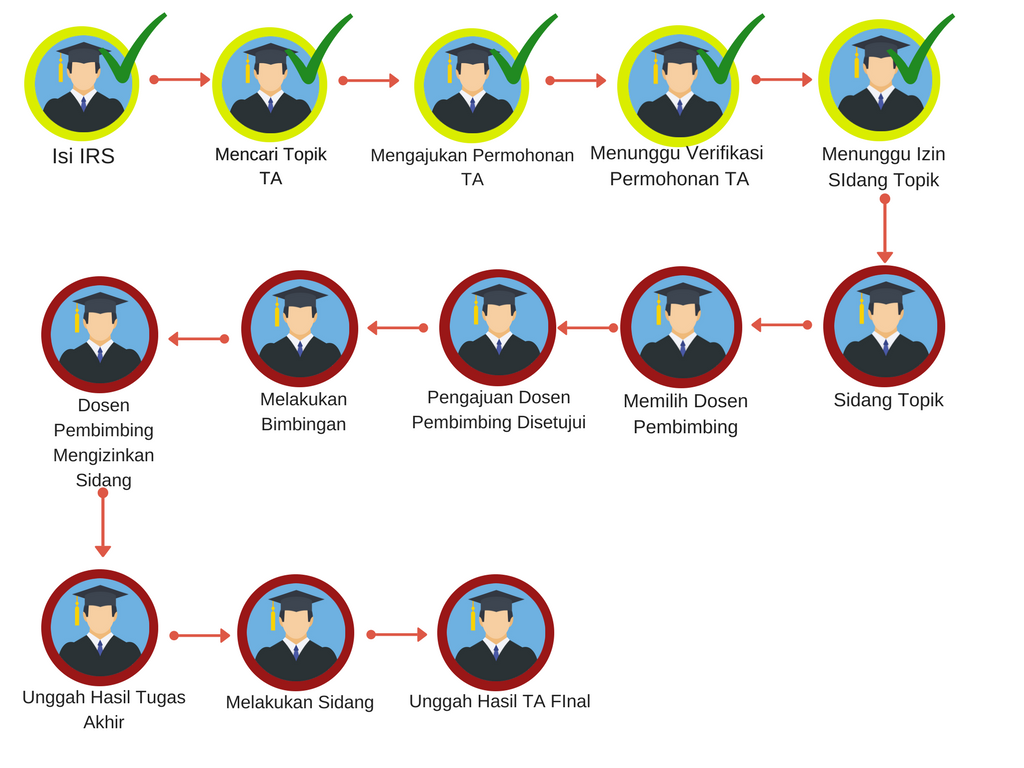 Isi IRS
Mencari Topik
TA
Mengajukan Permohonan
TA
Menunggu Verifikasi
Permohonan TA
Menunggu Izin
SIdang Topik
Sidang Topik
Memilih Dosen
Pembimbing
Pengajuan Dosen
Pembimbing Disetujui
Melakukan
Bimbingan
Dosen
Pembimbing
Mengizinkan
Sidang
Unggah Hasil Tugas
Akhir
Melakukan Sidang
Unggah Hasil TA FInal